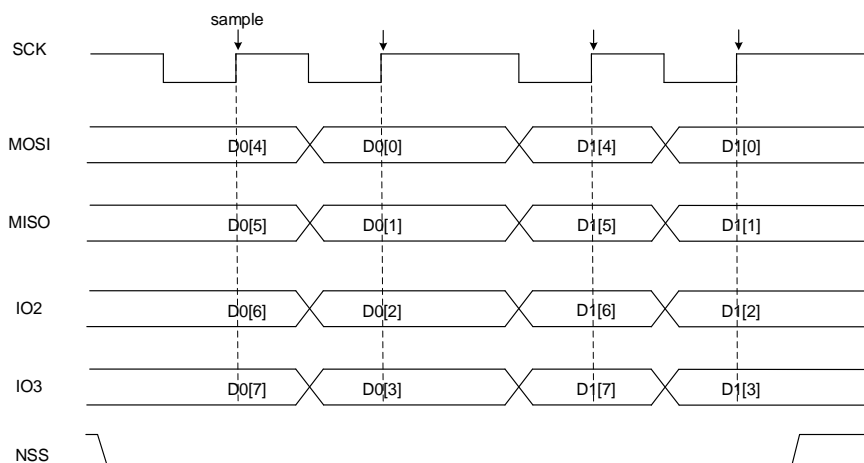 sample
SCK
MOSI D0[4] D0[0] D1[4] D1[0]
MISO D0[5] D0[1] D1[5] D1[1]
IO2 D0[6] D0[2] D1[6] D1[2]
IO3 D0[7] D0[3] D1[7] D1[3]
NSS